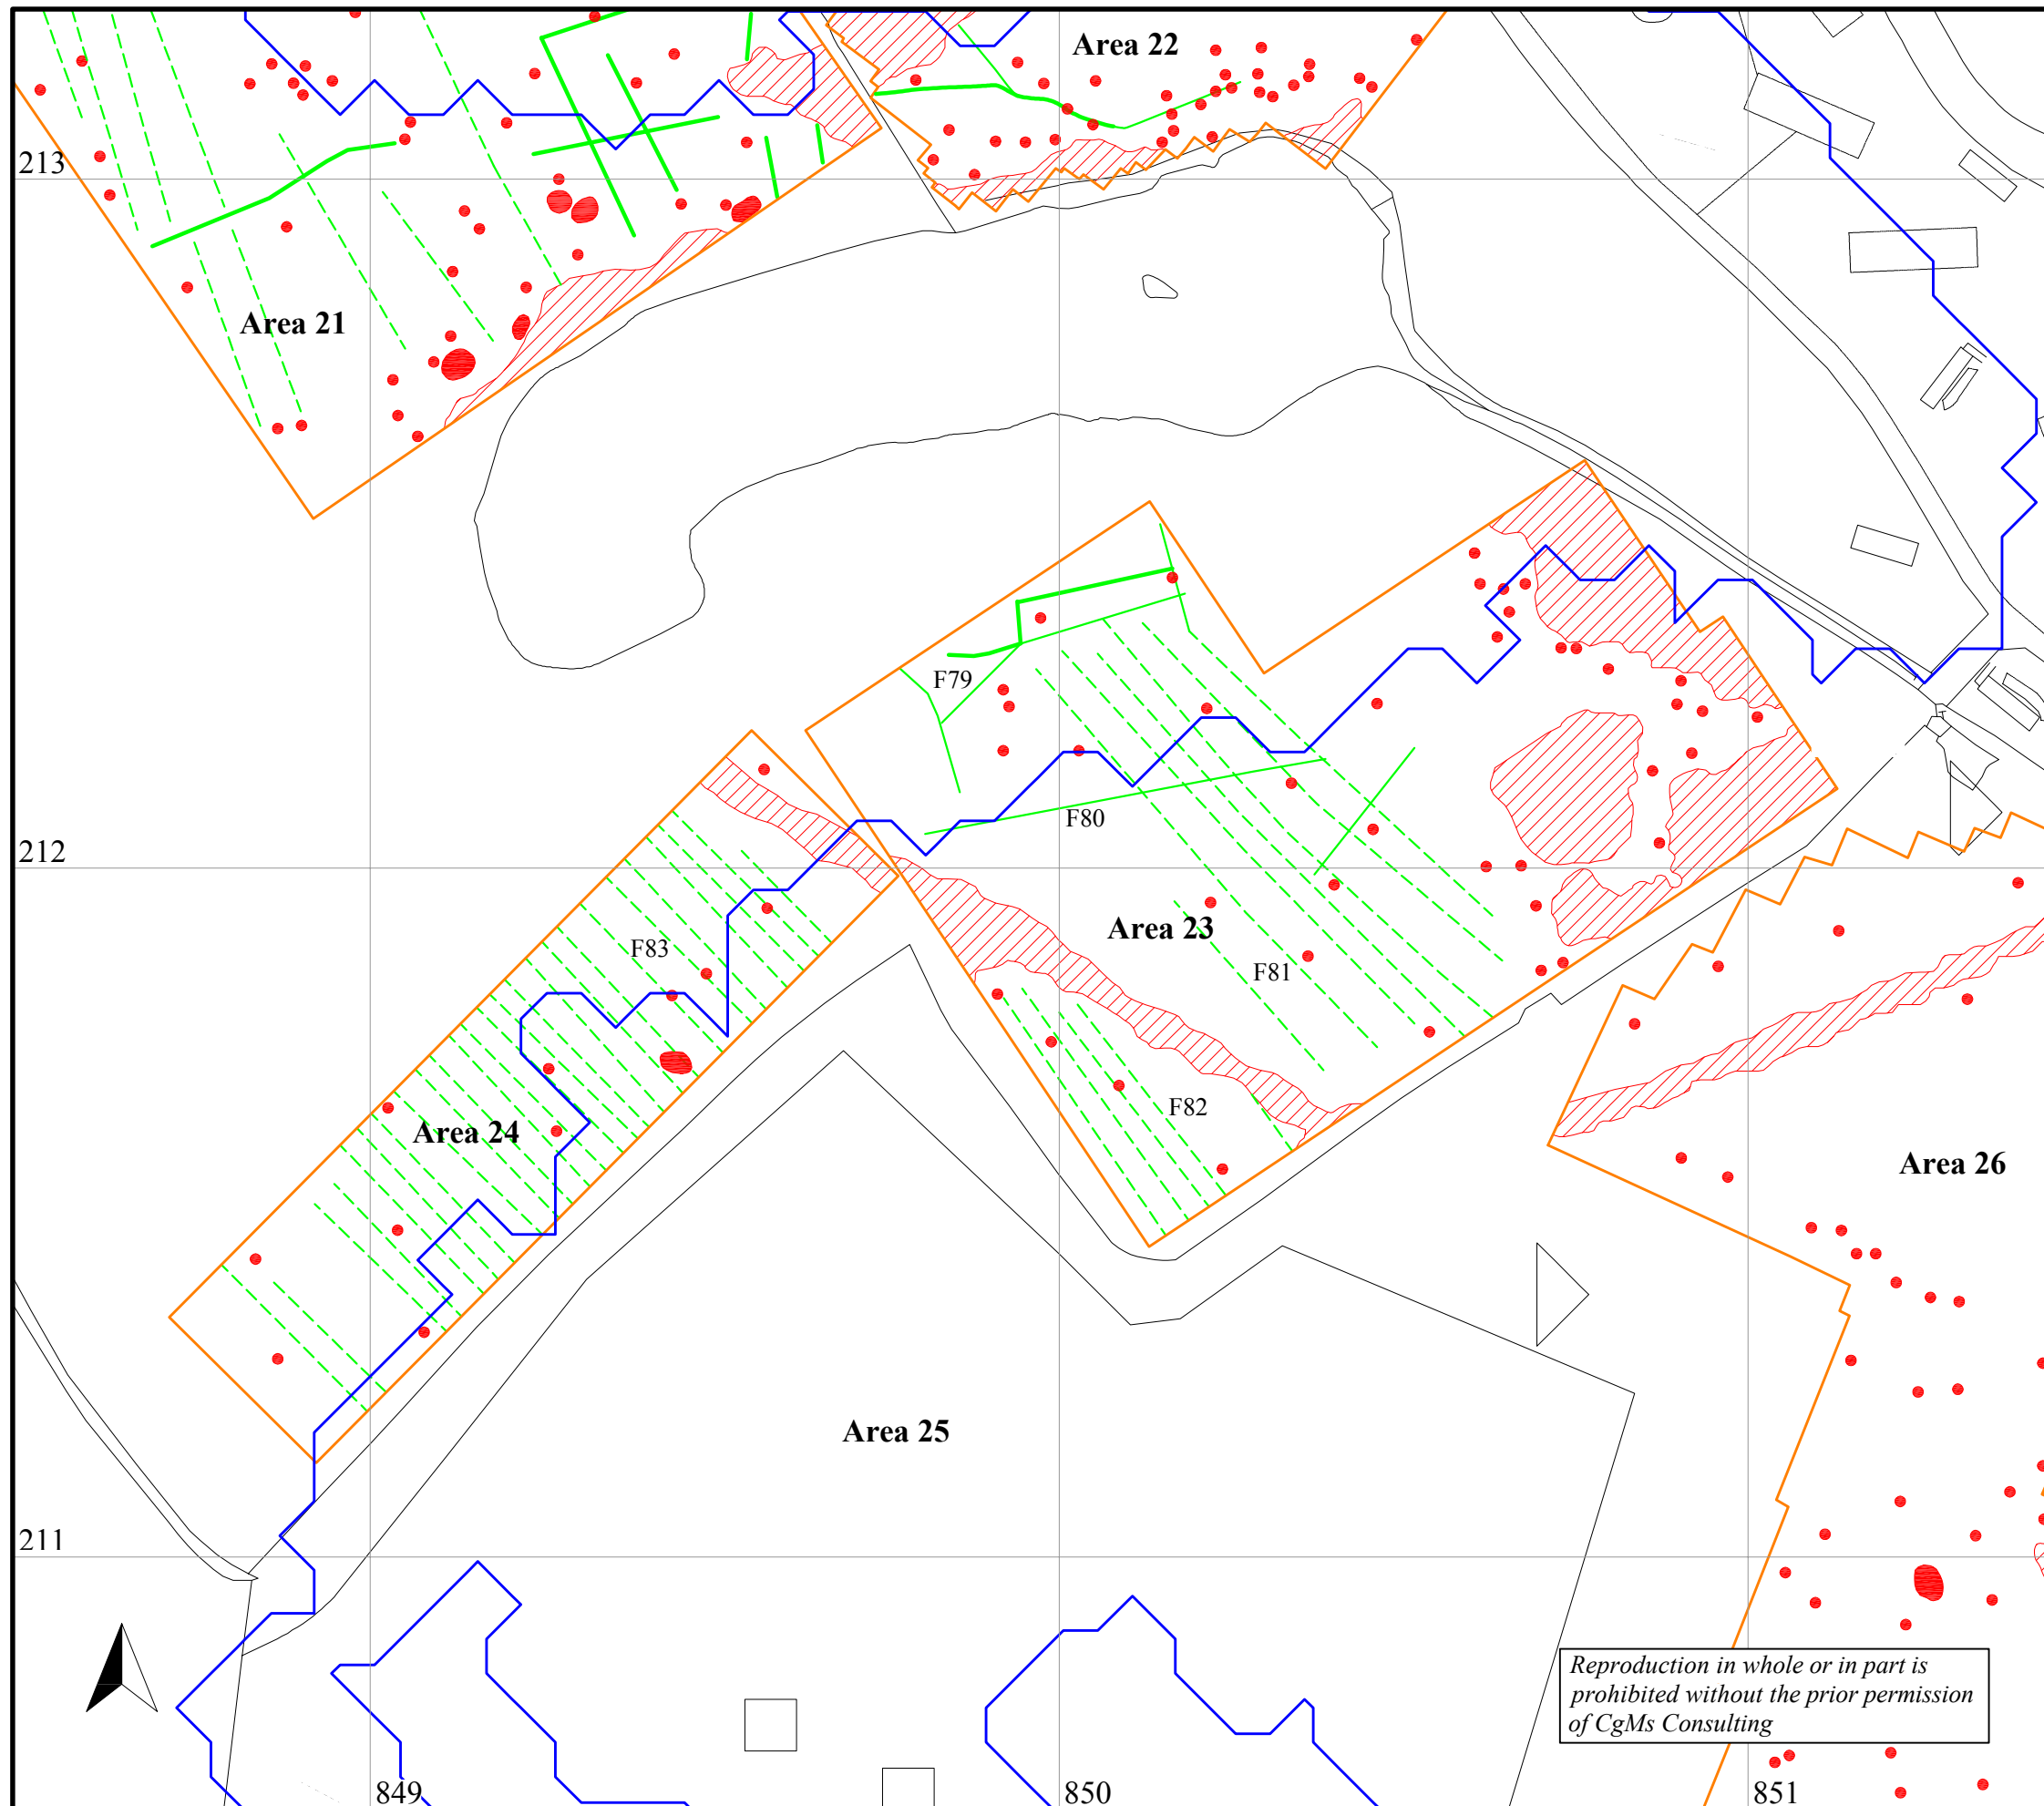 Area 22
213
Area 21
F79
F80
212
Area 23
F83
F81
F82
Area 24
Area 26
Area 25
211
Reproduction in whole or in part is
prohibited without the prior permission
of CgMs Consulting
849
850
851